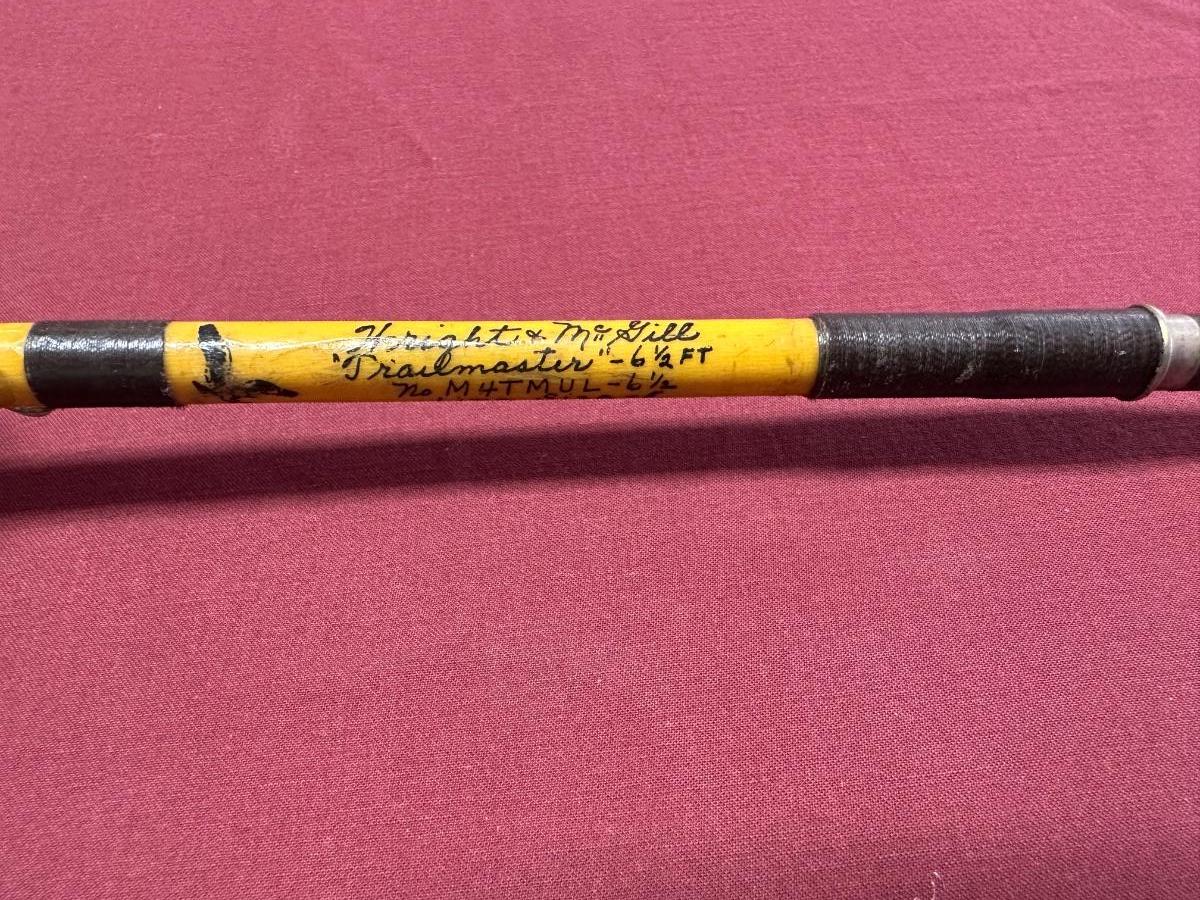 Wright & McGill
"Trailmaster" - 6½ FT
No. M4TMUL - 6½